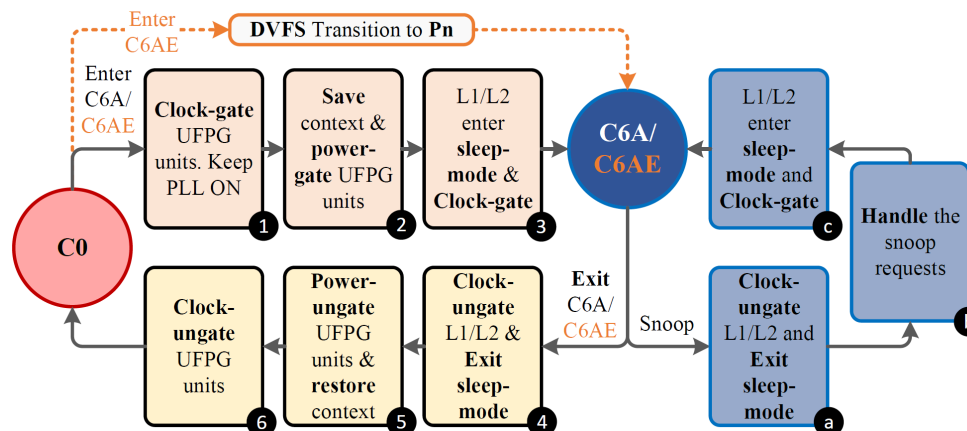 Enter
C6AE
DVFS Transition to Pn
Enter
C6A/
C6AE
Clock-gate
UFPG
units. Keep
PLL ON
1
Save
context &
power-
gate UFPG
units
2
L1/L2
enter
sleep-
mode &
Clock-gate
3
C6A/
C6AE
L1/L2
enter
sleep-
mode and
Clock-gate
c
Handle the
snoop
requests
C0
Clock-
ungate
UFPG
units
6
Power-
ungate
UFPG
units &
restore
context
5
Clock-
ungate
L1/L2 &
Exit
sleep-
mode
4
Exit
C6A/
C6AE
Snoop
Clock-
ungate
L1/L2 and
Exit
sleep-
mode
a